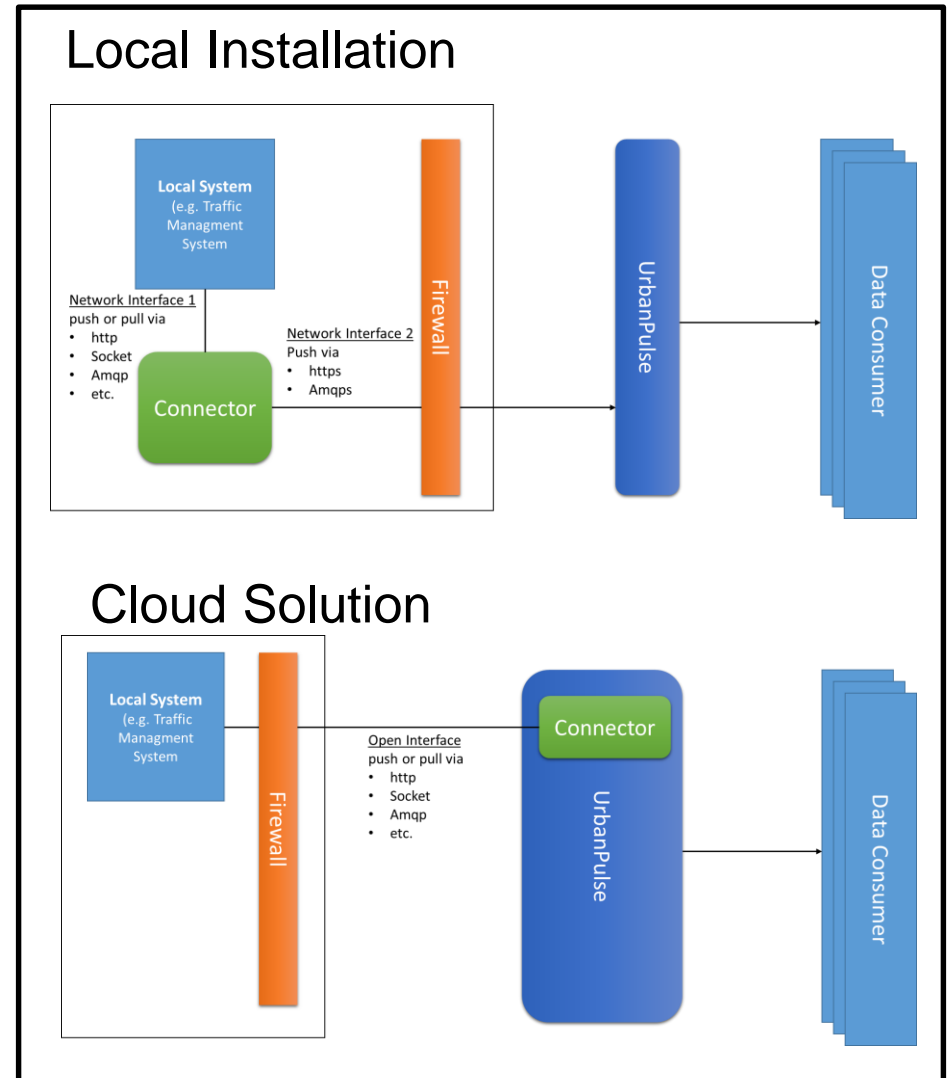 Local Installation
Local System
(e.g. Traffic
Managment
System
Network Interface 1
push or pull via
• http
• Socket
• Amqp
• etc.
Connector
Network Interface 2
Push via
• https
• Amqps
Firewall
UrbanPulse
Data Consumer
Cloud Solution
Local System
(e.g. Traffic
Managment
System
Firewall
Open Interface
push or pull via
• http
• Socket
• Amqp
• etc.
Connector
UrbanPulse
Data Consumer